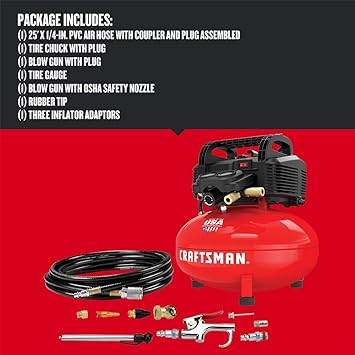 PACKAGE INCLUDES:
(1) 25' X 1/4-IN. PVC AIR HOSE WITH COUPLER AND PLUG ASSEMBLED
(1) TIRE CHUCK WITH PLUG
(1) BLOW GUN WITH PLUG
(1) TIRE GAUGE
(1) BLOW GUN WITH OSHA SAFETY NOZZLE
(1) RUBBER TIP
(1) THREE INFLATOR ADAPTORS
USA
CRAFTSMAN